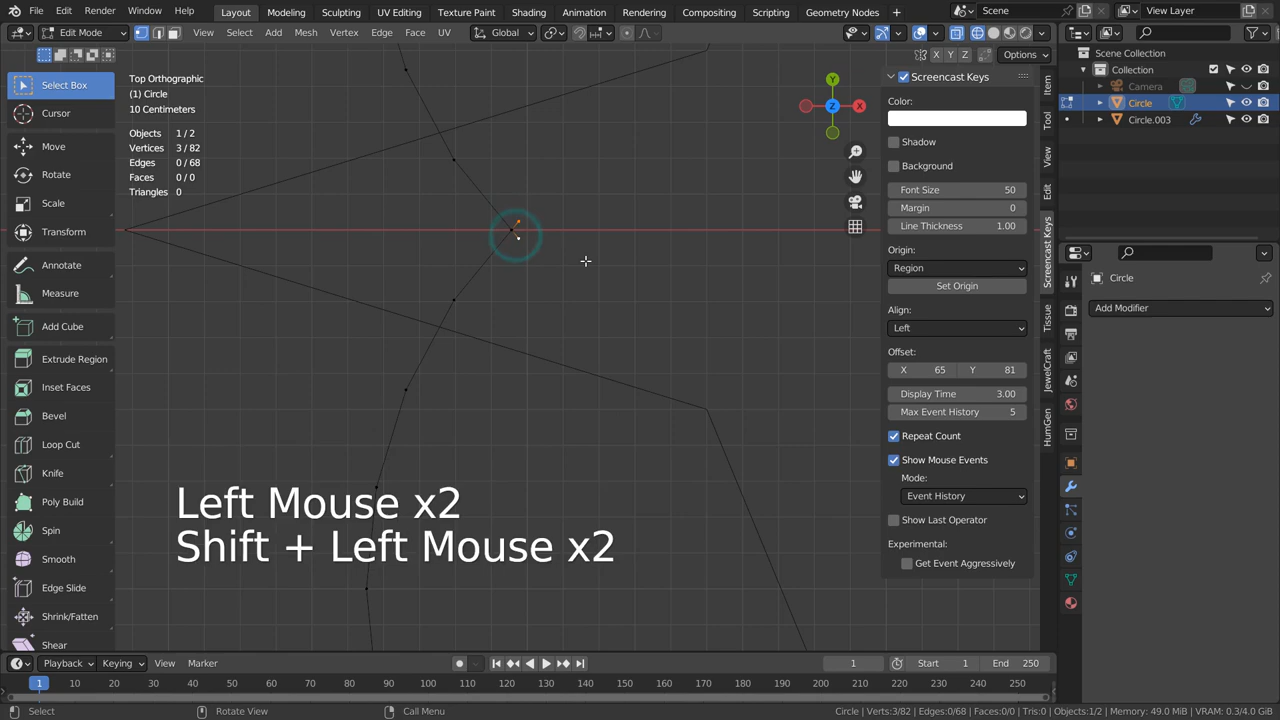 File Edit Render Window Help Layout Modeling Sculpting UV Editing Texture Paint Shading Animation Rendering Compositing Scripting Geometry Nodes + Scene View Layer
Edit Mode View Select Add Mesh Vertex Edge Face UV Global
X Y Z Options
Select Box
Cursor
Move
Rotate
Scale
Transform
Annotate
Measure
Add Cube
Extrude Region
Inset Faces
Bevel
Loop Cut
Knife
Poly Build
Spin
Smooth
Edge Slide
Shrink/Fatten
Shear
Top Orthographic
(1) Circle
10 Centimeters
Objects 1 / 2
Vertices 3 / 82
Edges 0 / 68
Faces 0 / 0
Triangles 0
Y
Z X
Left Mouse x2
Shift + Left Mouse x2
Screencast Keys
Color:
Shadow
Background
Font Size 50
Margin 0
Line Thickness 1.00
Origin:
Region
Set Origin
Align:
Left
Offset:
X 65 Y 81
Display Time 3.00
Max Event History 5
Repeat Count
Show Mouse Events
Mode:
Event History
Show Last Operator
Experimental:
Get Event Aggressively
Item
Tool
View
Edit
Screencast Keys
Tissue
JewelCraft
HumGen
Scene Collection
Collection
Camera
Circle
Circle.003
Circle
Add Modifier
Playback Keying View Marker 1 Start 1 End 250
1 10 20 30 40 50 60 70 80 90 100 110 120 130 140 150 160 170 180 190 200 210 220 230 240 250
Select Rotate View Call Menu Circle | Verts:3/82 | Edges:0/68 | Faces:0/0 | Tris:0 | Objects:1/2 | Memory: 49.0 MiB | VRAM: 0.3/4.0 GiB